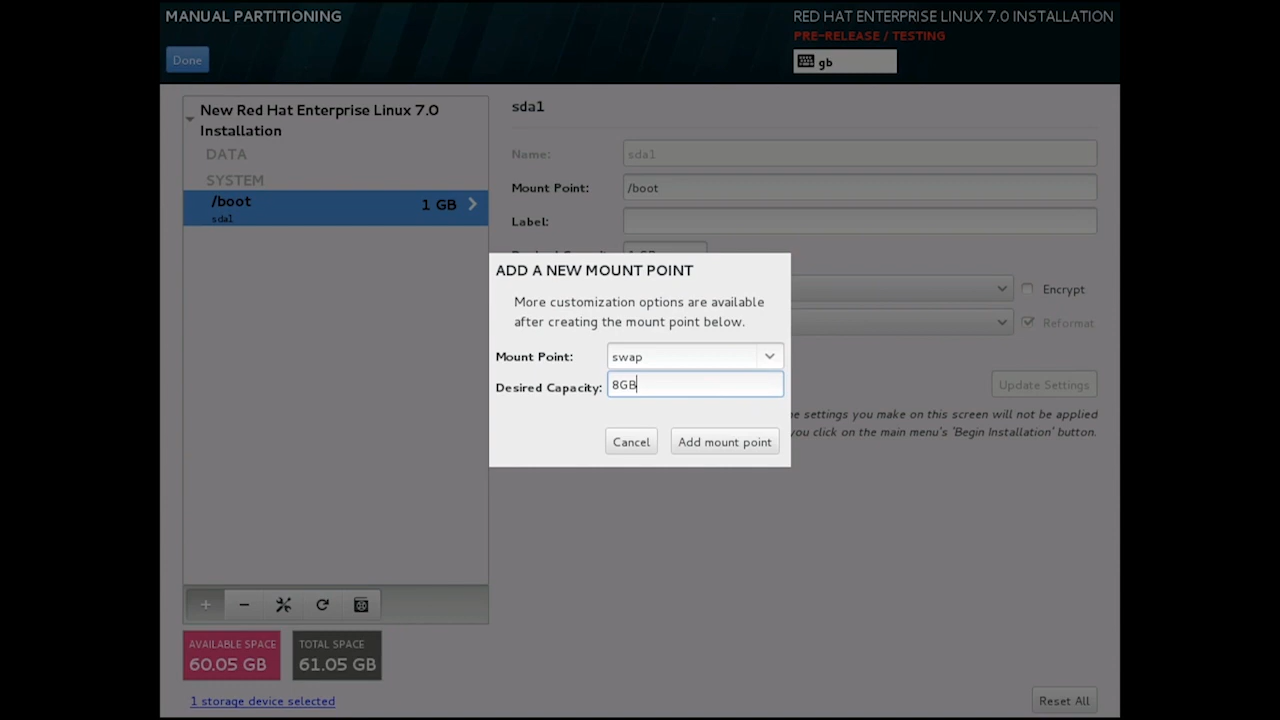 MANUAL PARTITIONING
RED HAT ENTERPRISE LINUX 7.0 INSTALLATION
PRE-RELEASE / TESTING
Done
gb
New Red Hat Enterprise Linux 7.0
Installation
DATA
SYSTEM
/boot
1 GB
sda1
sda1
Name:
sda1
Mount Point:
/boot
Label:
ADD A NEW MOUNT POINT
More customization options are available
after creating the mount point below.
Mount Point:
swap
Desired Capacity:
8GB
Cancel
Add mount point
Encrypt
Reformat
Update Settings
settings you make on this screen will not be applied
you click on the main menu's 'Begin Installation' button.
AVAILABLE SPACE
60.05 GB
TOTAL SPACE
61.05 GB
1 storage device selected
Reset All